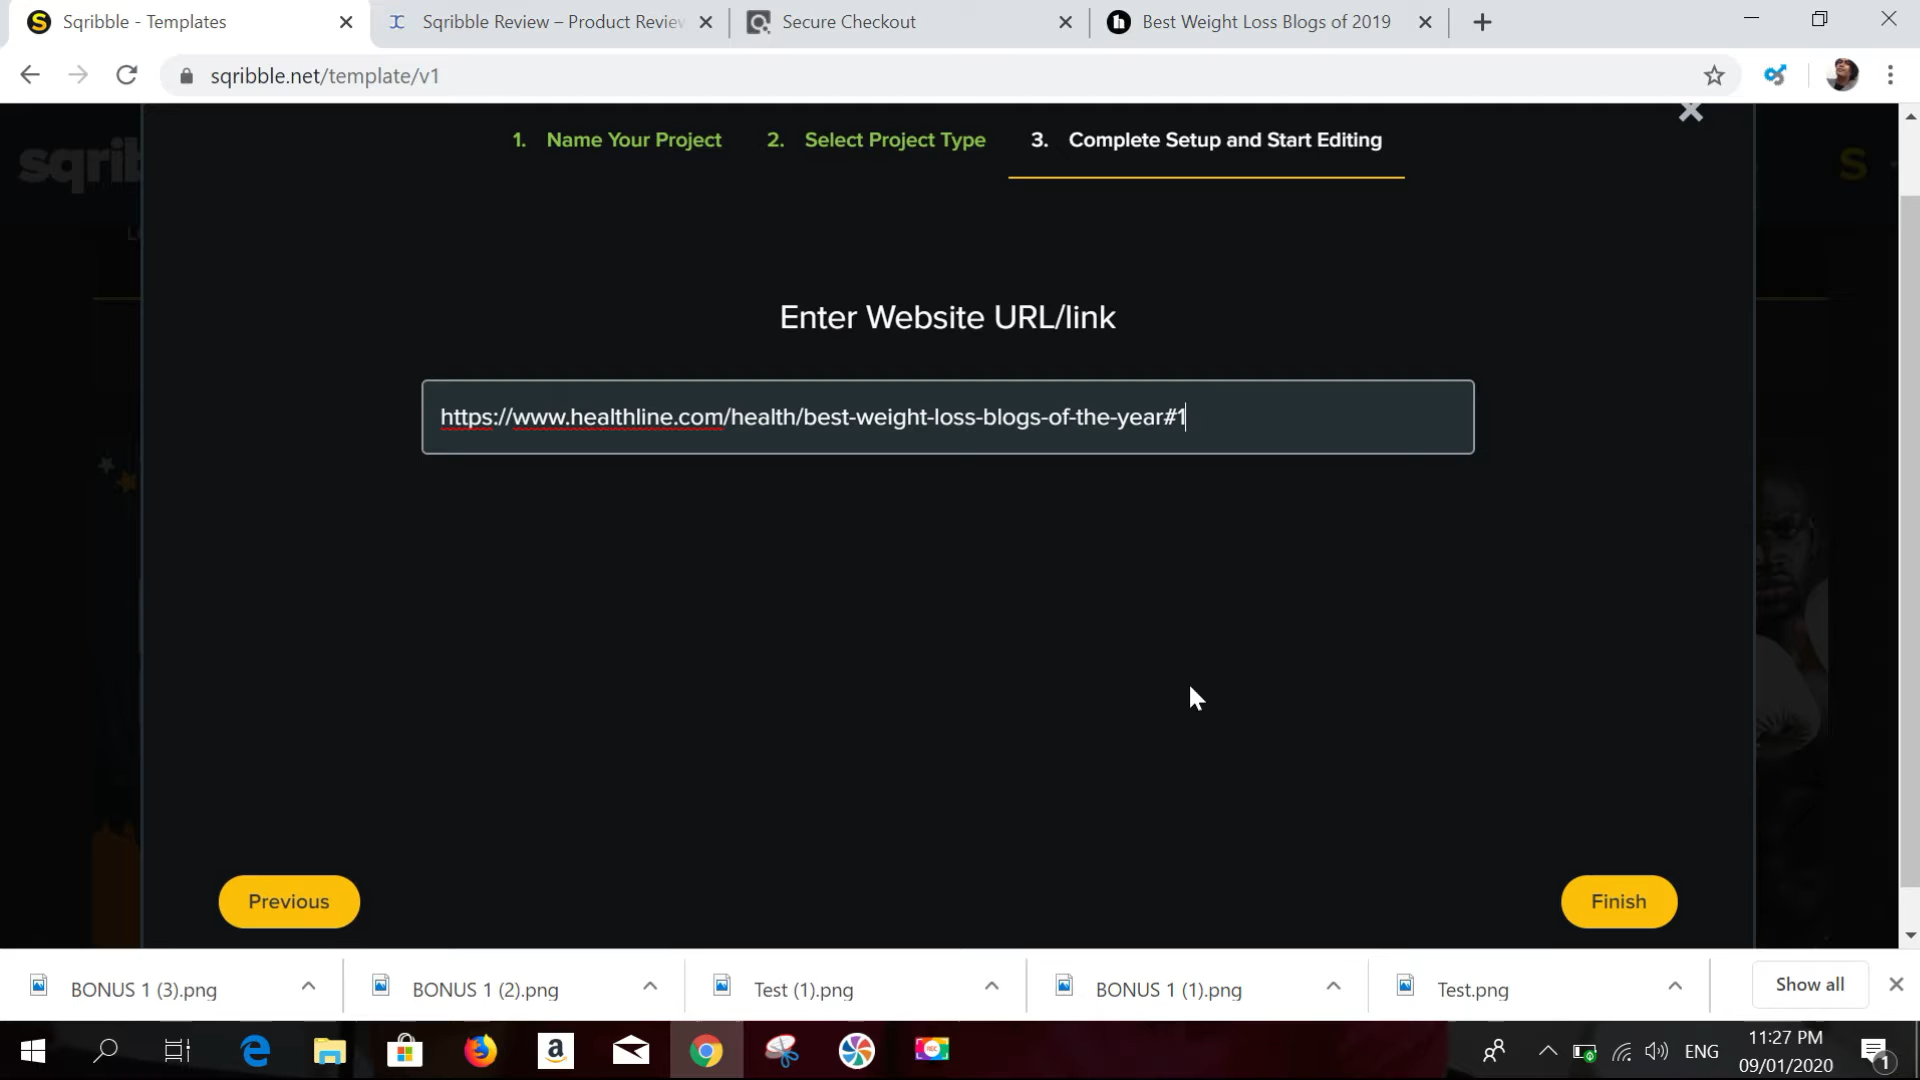 Sqribble - Templates
Sqribble Review – Product Review
Secure Checkout
Best Weight Loss Blogs of 2019
sqribble.net/template/v1
1. Name Your Project
2. Select Project Type
3. Complete Setup and Start Editing
sqribb
S
Enter Website URL/link
https://www.healthline.com/health/best-weight-loss-blogs-of-the-year#1
Previous
Finish
BONUS 1 (3).png
BONUS 1 (2).png
Test (1).png
BONUS 1 (1).png
Test.png
Show all
ENG
11:27 PM
09/01/2020
1